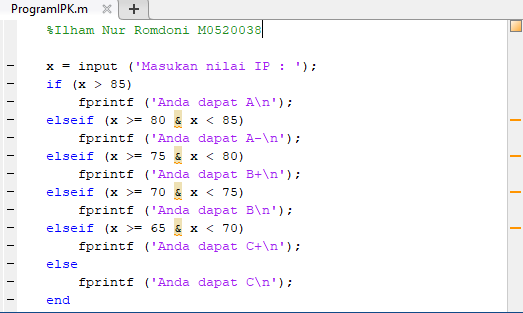 ProgramIPK.m
%Ilham Nur Romdoni M0520038
x = input ('Masukan nilai IP : ');
if (x > 85)
    fprintf ('Anda dapat A\n');
elseif (x >= 80 & x < 85)
    fprintf ('Anda dapat A-\n');
elseif (x >= 75 & x < 80)
    fprintf ('Anda dapat B+\n');
elseif (x >= 70 & x < 75)
    fprintf ('Anda dapat B\n');
elseif (x >= 65 & x < 70)
    fprintf ('Anda dapat C+\n');
else
    fprintf ('Anda dapat C\n');
end